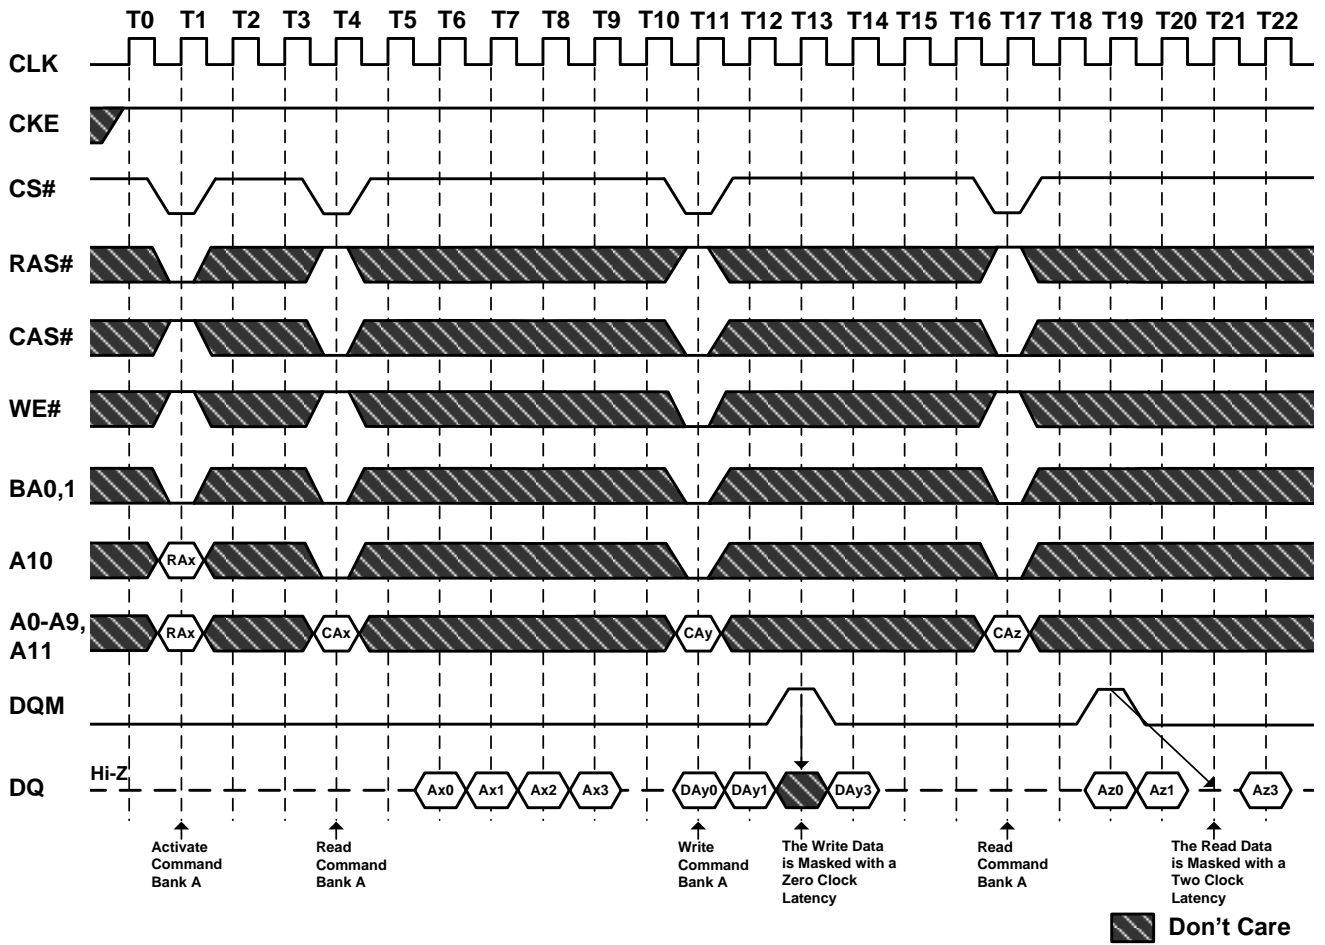 T0 T1 T2 T3 T4 T5 T6 T7 T8 T9 T10 T11 T12 T13 T14 T15 T16 T17 T18 T19 T20 T21 T22
CLK
CKE
CS#
RAS#
CAS#
WE#
BA0,1
A10
RAx
A0-A9,
A11
RAx CAx CAy CAz
DQM
DQ
Hi-Z
Ax0 Ax1 Ax2 Ax3 DAy0 DAy1 DAy3 Az0 Az1 Az3
Activate
Command
Bank A
Read
Command
Bank A
Write
Command
Bank A
The Write Data
is Masked with a
Zero Clock
Latency
Read
Command
Bank A
The Read Data
is Masked with a
Two Clock
Latency
Don't Care